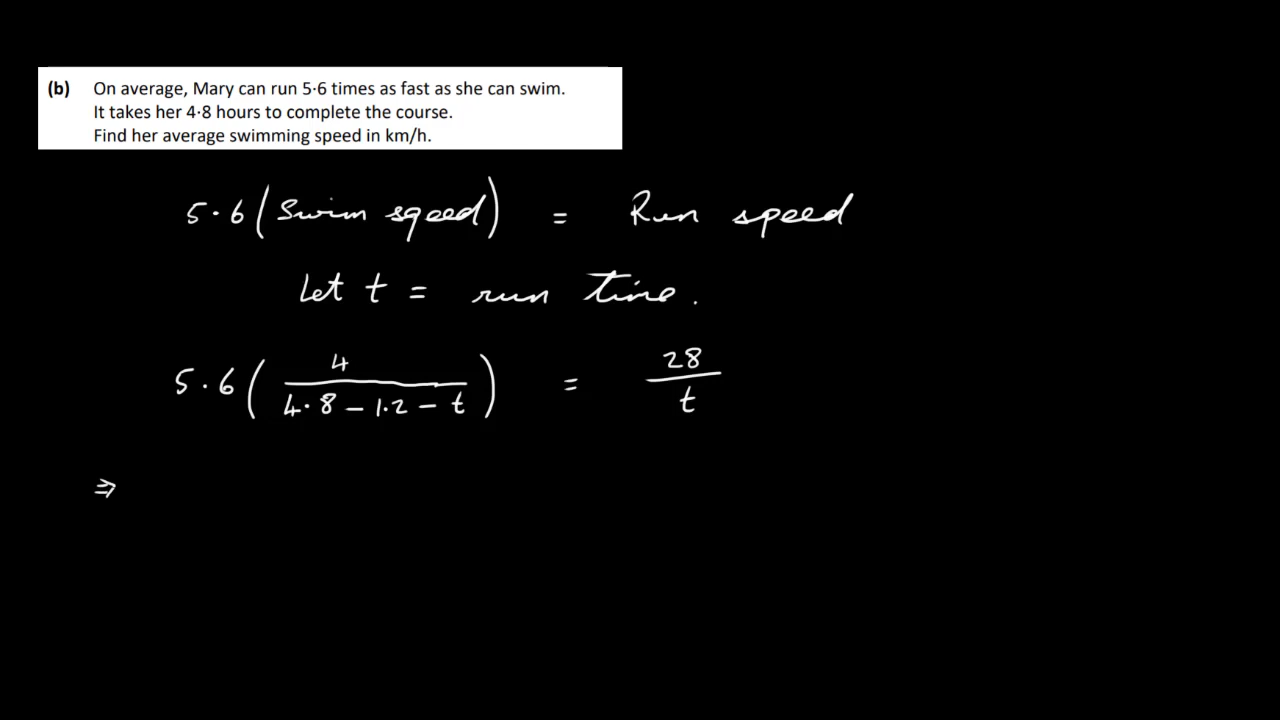 (b) On average, Mary can run 5·6 times as fast as she can swim.
It takes her 4·8 hours to complete the course.
Find her average swimming speed in km/h.
5·6 (Swim speed) = Run speed
Let t = run time.
5·6 ( 4 / (4·8 – 1·2 – t) ) = 28 / t
⇒